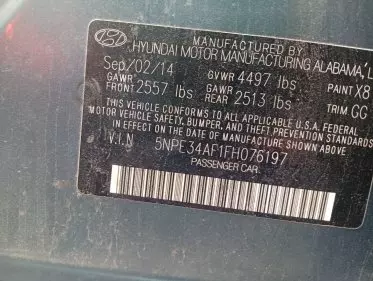 MANUFACTURED BY
HYUNDAI MOTOR MANUFACTURING ALABAMA, L
Sep/02/14 GVWR 4497 lbs PAINT X8
GAWR FRONT 2557 lbs GAWR REAR 2513 lbs TRIM GG
THIS VEHICLE CONFORMS TO ALL APPLICABLE U.S.A. FEDERAL
MOTOR VEHICLE SAFETY, BUMPER, AND THEFT PREVENTION STANDARDS
IN EFFECT ON THE DATE OF MANUFACTURE SHOWN ABOVE.
V.I.N 5NPE34AF1FH076197
PASSENGER CAR